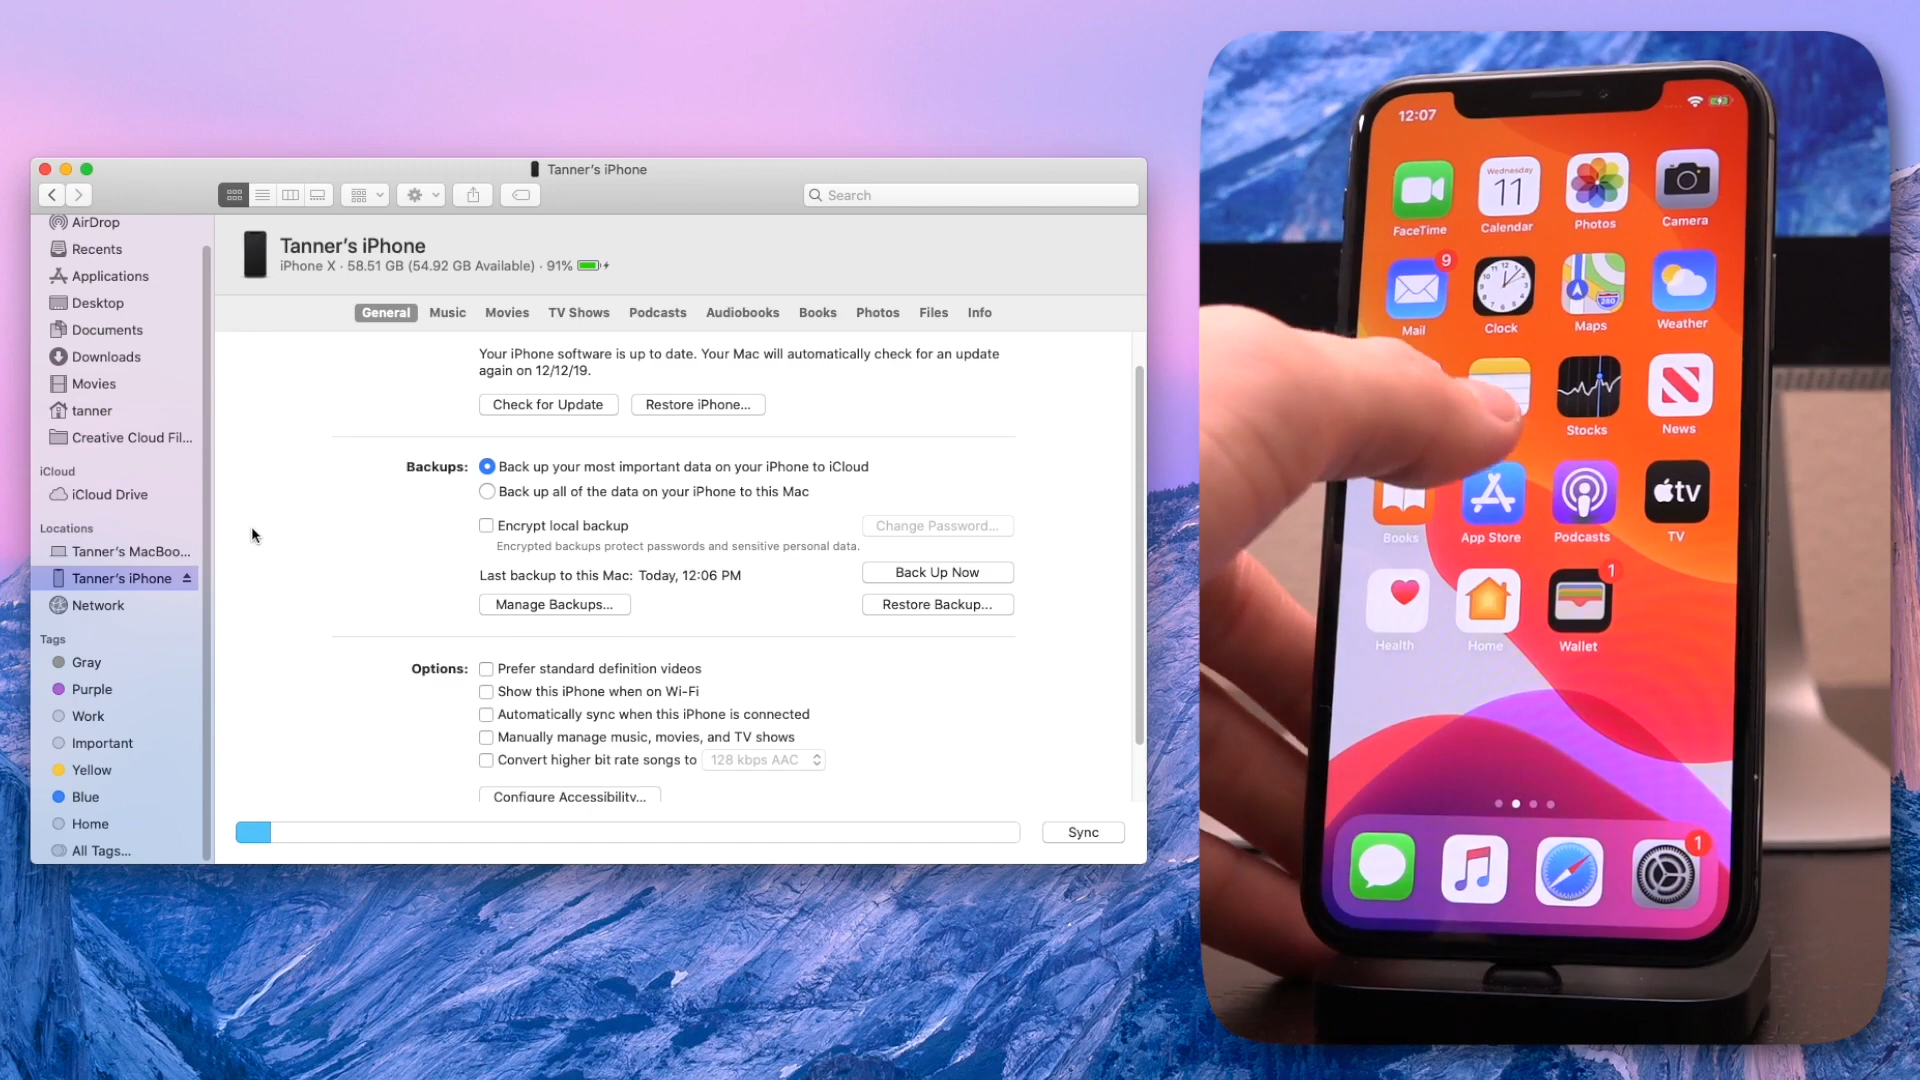 Tanner's iPhone
Search
AirDrop
Recents
Applications
Desktop
Documents
Downloads
Movies
tanner
Creative Cloud Fil...
iCloud
iCloud Drive
Locations
Tanner's MacBoo...
Tanner's iPhone
Network
Tags
Gray
Purple
Work
Important
Yellow
Blue
Home
All Tags...
Tanner's iPhone
iPhone X · 58.51 GB (54.92 GB Available) · 91%
General Music Movies TV Shows Podcasts Audiobooks Books Photos Files Info
Your iPhone software is up to date. Your Mac will automatically check for an update
again on 12/12/19.
Check for Update Restore iPhone...
Backups: Back up your most important data on your iPhone to iCloud
Back up all of the data on your iPhone to this Mac
Encrypt local backup Change Password...
Encrypted backups protect passwords and sensitive personal data.
Last backup to this Mac: Today, 12:06 PM Back Up Now
Manage Backups... Restore Backup...
Options: Prefer standard definition videos
Show this iPhone when on Wi-Fi
Automatically sync when this iPhone is connected
Manually manage music, movies, and TV shows
Convert higher bit rate songs to 128 kbps AAC
Configure Accessibility...
Sync
12:07
Wednesday
11
FaceTime Calendar Photos Camera
9
280
Mail Clock Maps Weather
Stocks News
tv
Books App Store Podcasts TV
1
Health Home Wallet
1